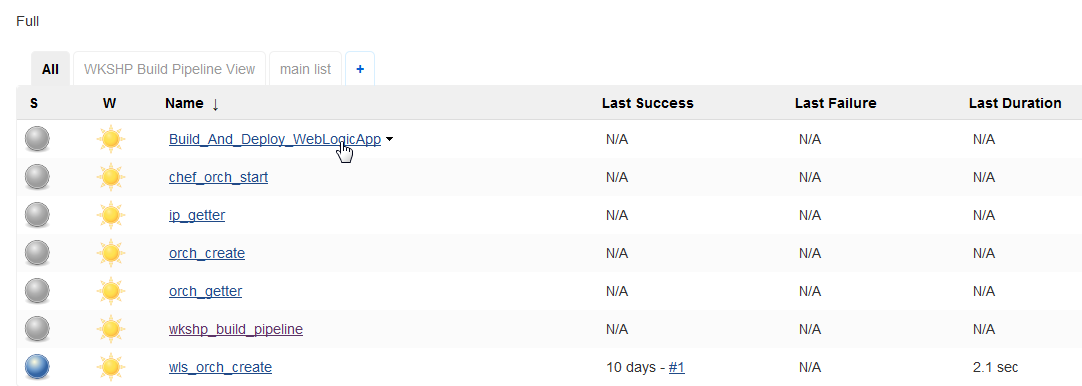 Full
All WKSHP Build Pipeline View main list +
S W Name ↓ Last Success Last Failure Last Duration
Build_And_Deploy_WebLogicApp N/A N/A N/A
chef_orch_start N/A N/A N/A
ip_getter N/A N/A N/A
orch_create N/A N/A N/A
orch_getter N/A N/A N/A
wkshp_build_pipeline N/A N/A N/A
wls_orch_create 10 days - #1 N/A 2.1 sec